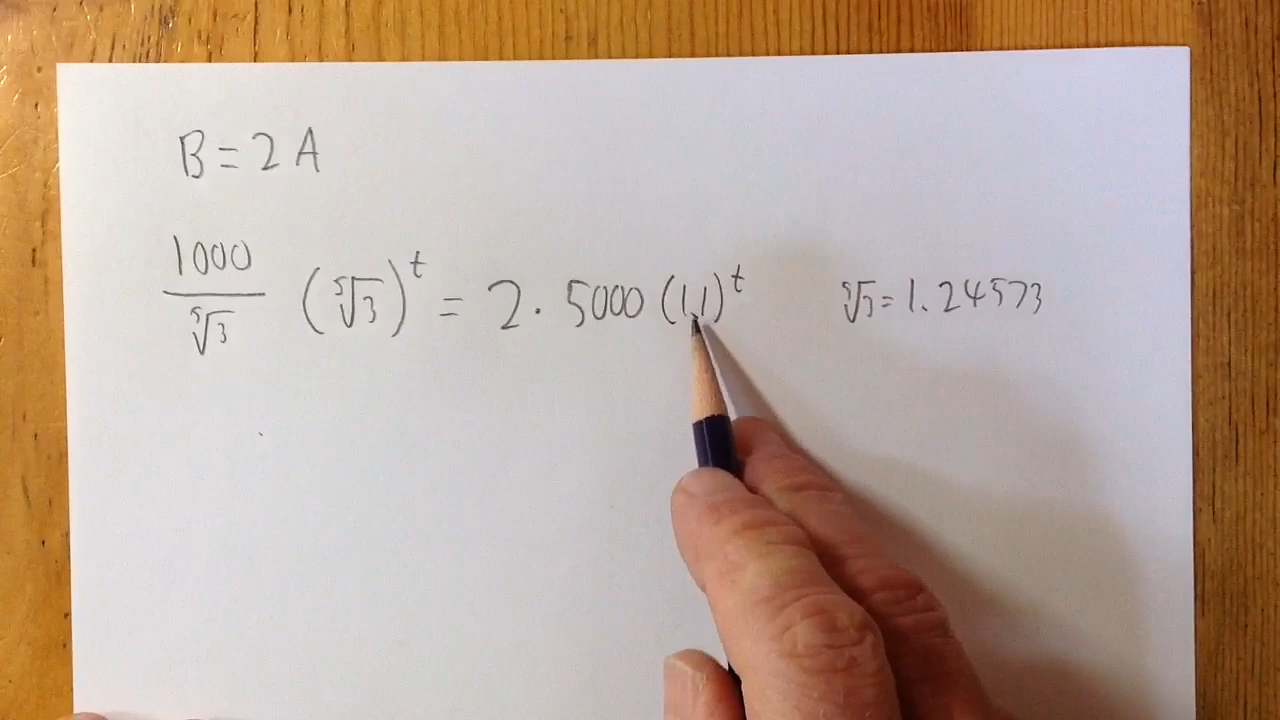 B = 2A
1000/⁵√3 (⁵√3)^t = 2 · 5000 (1.1)^t ⁵√3 = 1.24573